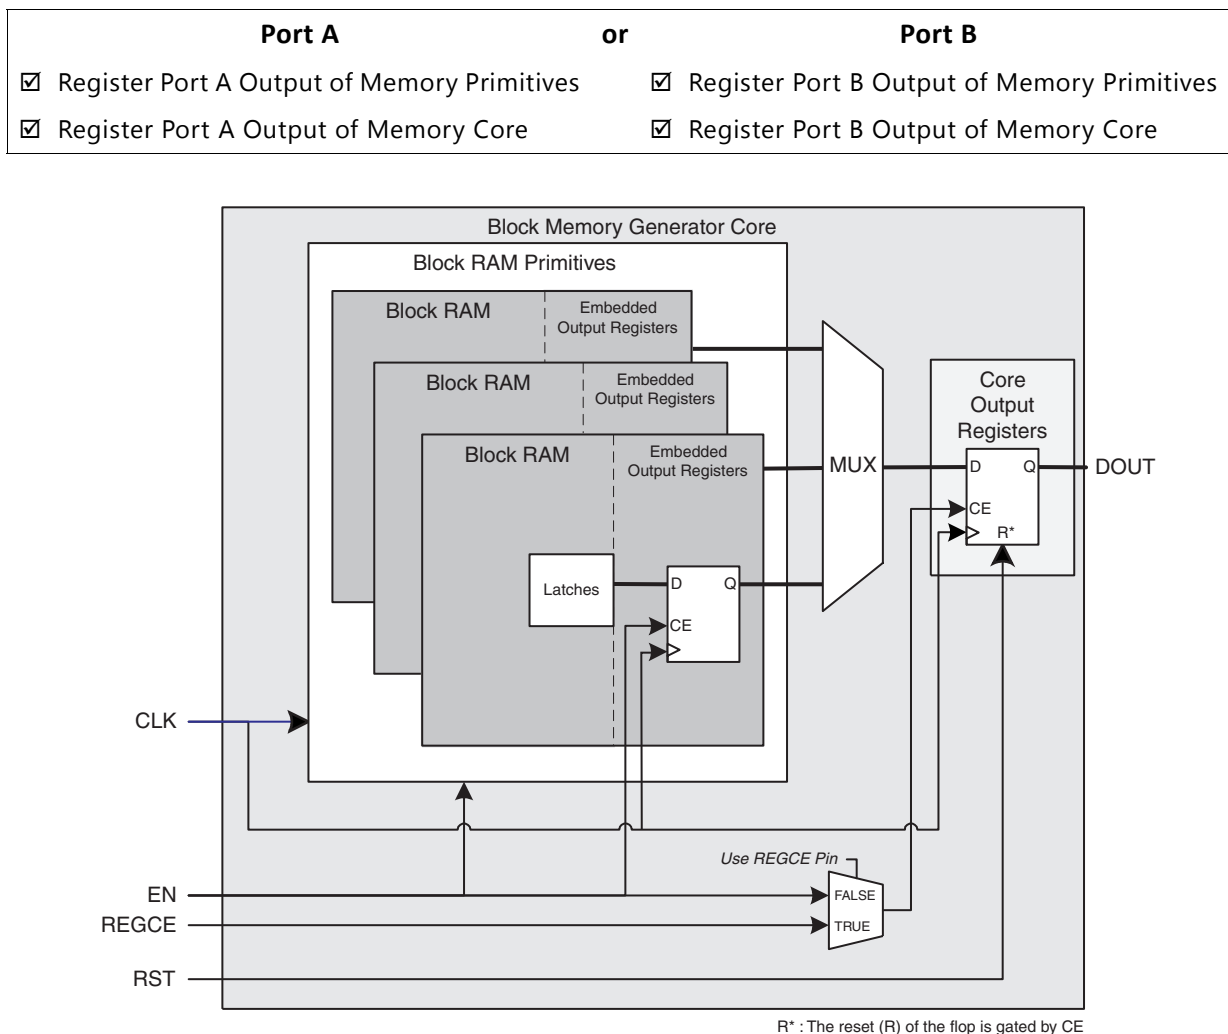 Port A or Port B
☑ Register Port A Output of Memory Primitives ☑ Register Port B Output of Memory Primitives
☑ Register Port A Output of Memory Core ☑ Register Port B Output of Memory Core
Block Memory Generator Core
Block RAM Primitives
Block RAM
Embedded
Output Registers
Block RAM
Embedded
Output Registers
Block RAM
Embedded
Output Registers
Core
Output
Registers
MUX
D Q
DOUT
CE
R*
Latches
D Q
CE
CLK
Use REGCE Pin
EN
FALSE
REGCE
TRUE
RST
R* : The reset (R) of the flop is gated by CE